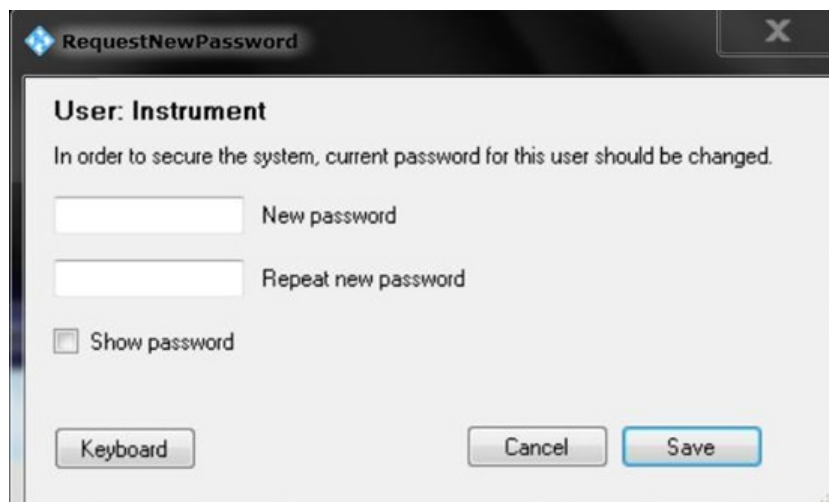 RequestNewPassword
User: Instrument
In order to secure the system, current password for this user should be changed.
New password
Repeat new password
Show password
Keyboard
Cancel
Save